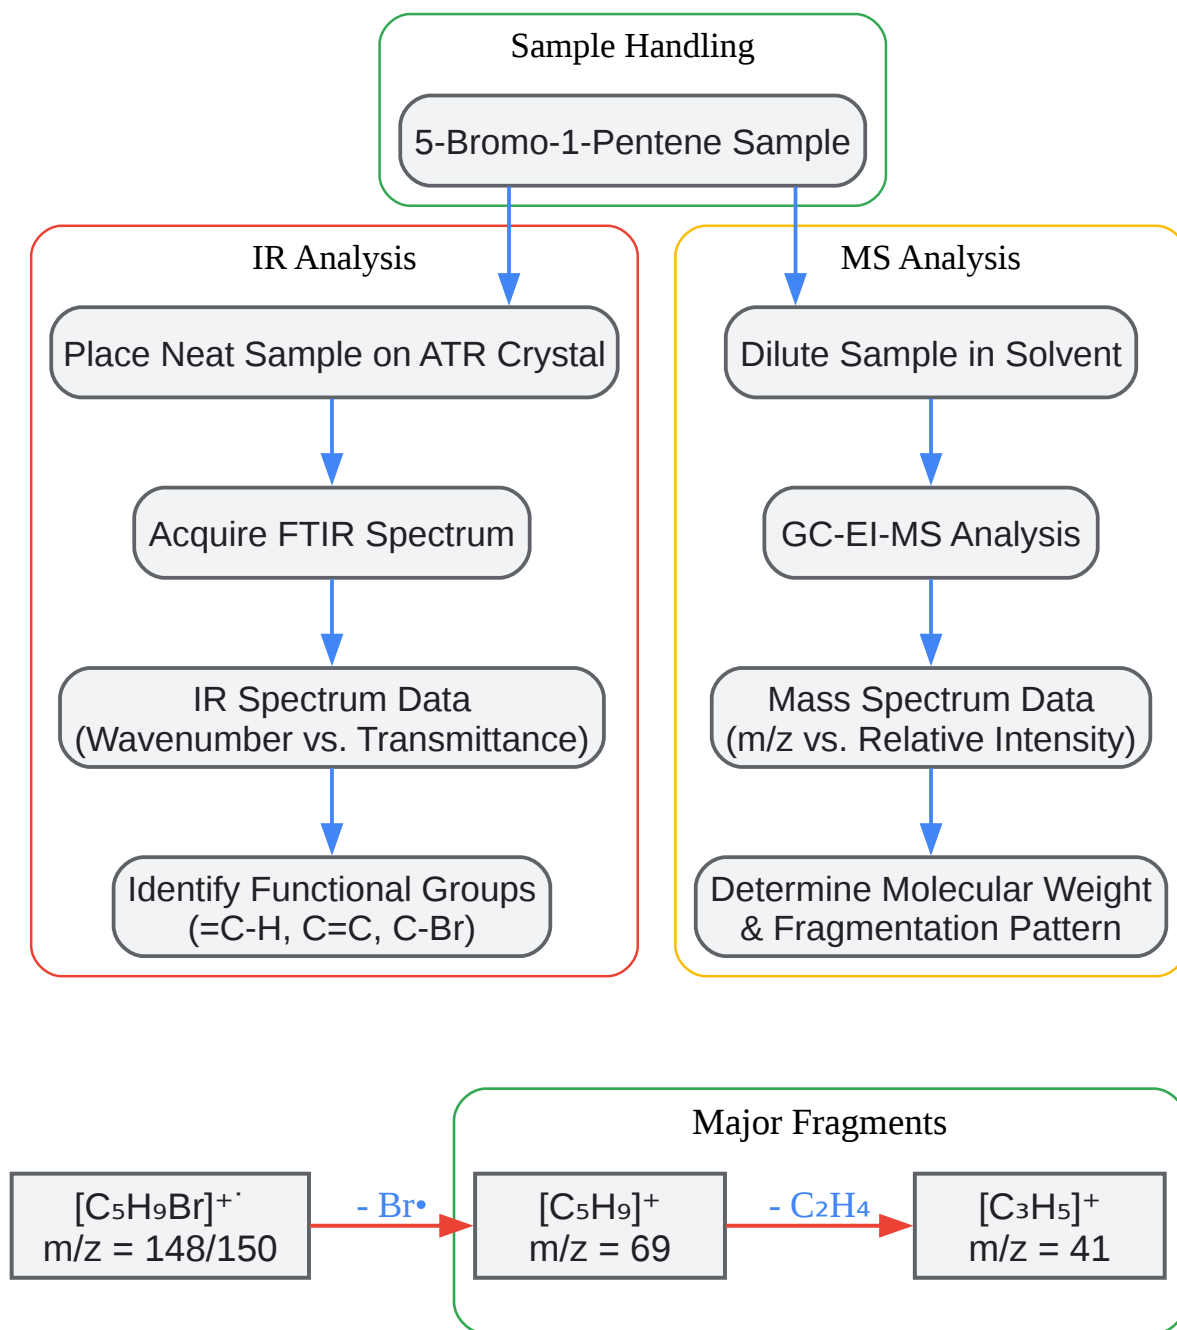 Sample Handling
5-Bromo-1-Pentene Sample
IR Analysis
Place Neat Sample on ATR Crystal
Acquire FTIR Spectrum
IR Spectrum Data
(Wavenumber vs. Transmittance)
Identify Functional Groups
(=C-H, C=C, C-Br)
MS Analysis
Dilute Sample in Solvent
GC-EI-MS Analysis
Mass Spectrum Data
(m/z vs. Relative Intensity)
Determine Molecular Weight
& Fragmentation Pattern
Major Fragments
[C₅H₉Br]⁺˙
m/z = 148/150
- Br•
[C₅H₉]⁺
m/z = 69
- C₂H₄
[C₃H₅]⁺
m/z = 41